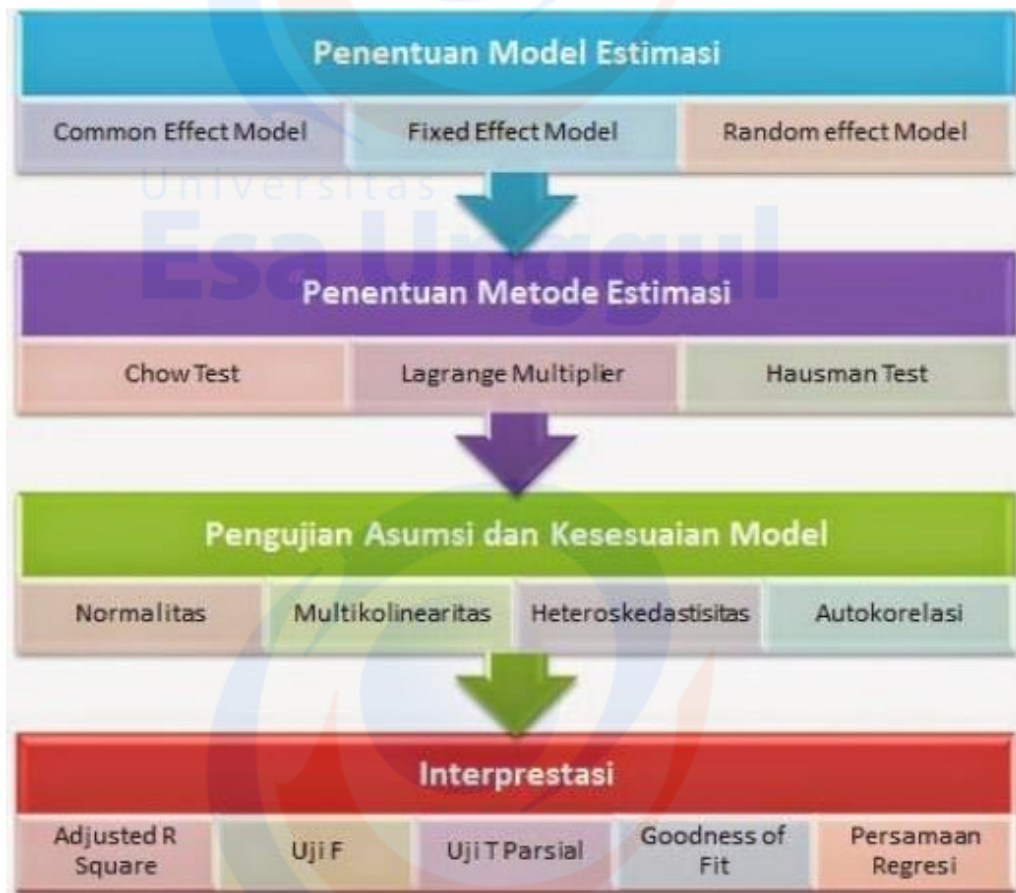 Penentuan Model Estimasi
Common Effect Model
Fixed Effect Model
Random effect Model
Universitas
Esa Unggul
Penentuan Metode Estimasi
Chow Test
Lagrange Multiplier
Hausman Test
Pengujian Asumsi dan Kesesuaian Model
Normalitas
Multikolinearitas
Heteroskedastisitas
Autokorelasi
Interprestasi
Adjusted R
Square
Uji F
Uji T Parsial
Goodness of
Fit
Persamaan
Regresi